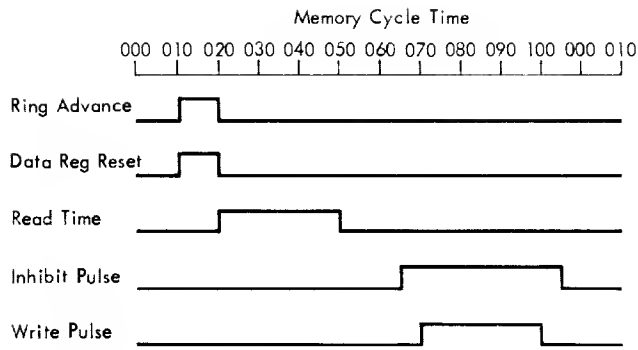 Memory Cycle Time
000 010 020 030 040 050 060 070 080 090 100 000 010
Ring Advance
Data Reg Reset
Read Time
Inhibit Pulse
Write Pulse